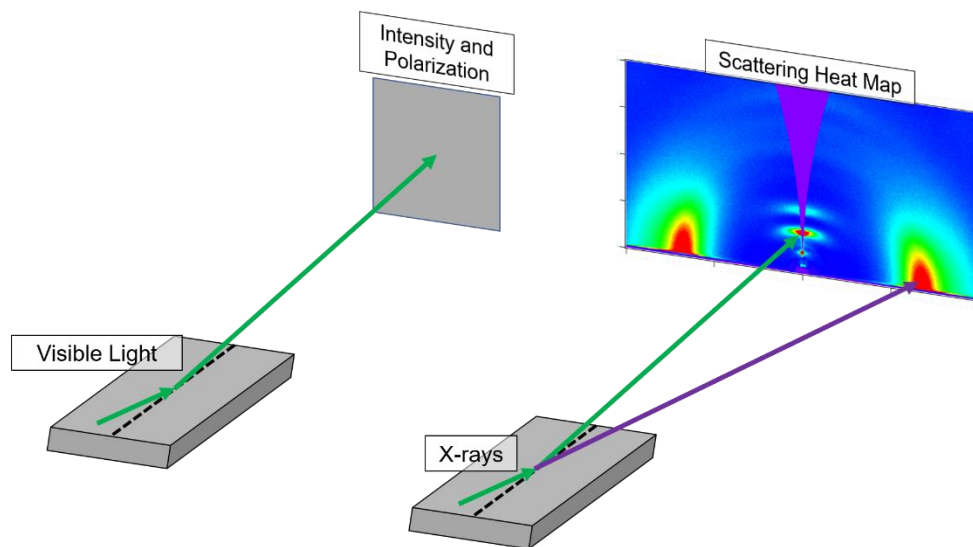 Intensity and
Polarization
Scattering Heat Map
Visible Light
X-rays